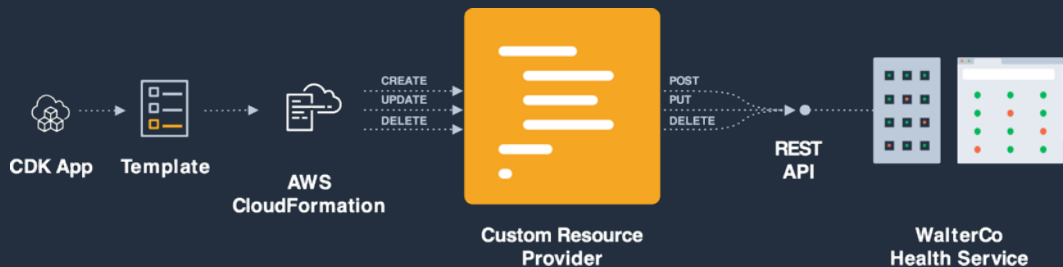 CREATE
UPDATE
DELETE
POST
PUT
DELETE
CDK App
Template
AWS
CloudFormation
Custom Resource
Provider
REST
API
WalterCo
Health Service